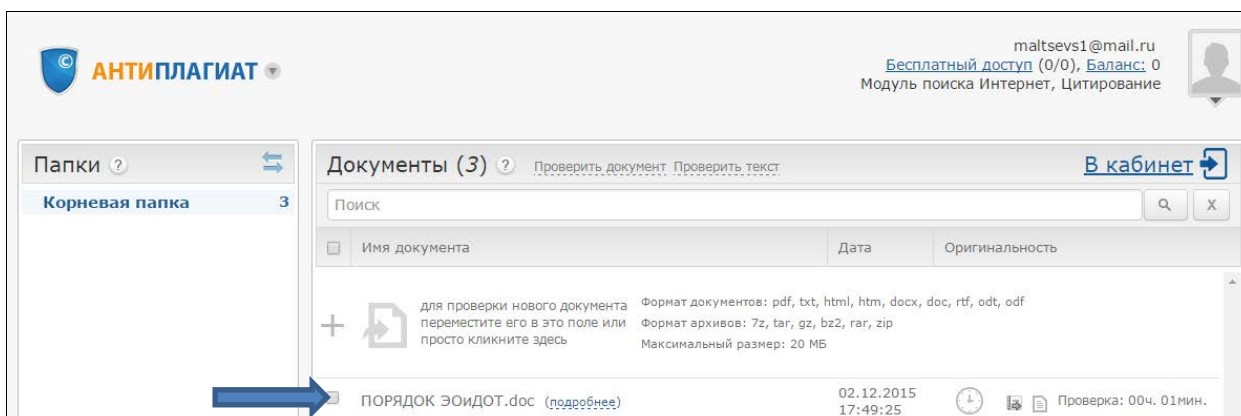 ©
АНТИПЛАГИАТ
maltsevs1@mail.ru
Бесплатный доступ (0/0), Баланс: 0
Модуль поиска Интернет, Цитирование
Папки ?
Корневая папка 3
Документы (3) ? Проверить документ Проверить текст В кабинет
Поиск X
Имя документа Дата Оригинальность
для проверки нового документа
переместите его в это поле или
просто кликните здесь
Формат документов: pdf, txt, html, htm, docx, doc, rtf, odt, odf
Формат архивов: 7z, tar, gz, bz2, rar, zip
Максимальный размер: 20 МБ
ПОРЯДОК ЭОиДОТ.doc (подробнее) 02.12.2015
17:49:25
Проверка: 00ч. 01мин.